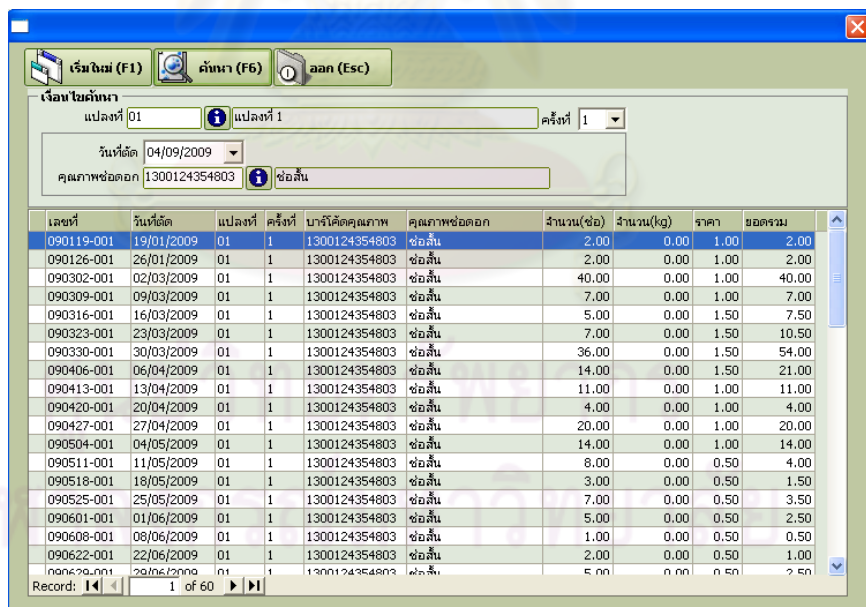 เริ่มใหม่ (F1) ค้นหา (F6) ออก (Esc)
เงื่อนไขค้นหา
แปลงที่ 01 แปลงที่ 1 ครั้งที่ 1
วันที่ตัด 04/09/2009
คุณภาพช่อดอก 1300124354803 ช่อสั้น
เลขที่ วันที่ตัด แปลงที่ ครั้งที่ บาร์โค้ดคุณภาพ คุณภาพช่อดอก จำนวน(ช่อ) จำนวน(kg) ราคา ยอดรวม
090119-001 19/01/2009 01 1 1300124354803 ช่อสั้น 2.00 0.00 1.00 2.00
090126-001 26/01/2009 01 1 1300124354803 ช่อสั้น 2.00 0.00 1.00 2.00
090302-001 02/03/2009 01 1 1300124354803 ช่อสั้น 40.00 0.00 1.00 40.00
090309-001 09/03/2009 01 1 1300124354803 ช่อสั้น 7.00 0.00 1.00 7.00
090316-001 16/03/2009 01 1 1300124354803 ช่อสั้น 5.00 0.00 1.50 7.50
090323-001 23/03/2009 01 1 1300124354803 ช่อสั้น 7.00 0.00 1.50 10.50
090330-001 30/03/2009 01 1 1300124354803 ช่อสั้น 36.00 0.00 1.50 54.00
090406-001 06/04/2009 01 1 1300124354803 ช่อสั้น 14.00 0.00 1.50 21.00
090413-001 13/04/2009 01 1 1300124354803 ช่อสั้น 11.00 0.00 1.00 11.00
090420-001 20/04/2009 01 1 1300124354803 ช่อสั้น 4.00 0.00 1.00 4.00
090427-001 27/04/2009 01 1 1300124354803 ช่อสั้น 20.00 0.00 1.00 20.00
090504-001 04/05/2009 01 1 1300124354803 ช่อสั้น 14.00 0.00 1.00 14.00
090511-001 11/05/2009 01 1 1300124354803 ช่อสั้น 8.00 0.00 0.50 4.00
090518-001 18/05/2009 01 1 1300124354803 ช่อสั้น 3.00 0.00 0.50 1.50
090525-001 25/05/2009 01 1 1300124354803 ช่อสั้น 7.00 0.00 0.50 3.50
090601-001 01/06/2009 01 1 1300124354803 ช่อสั้น 5.00 0.00 0.50 2.50
090608-001 08/06/2009 01 1 1300124354803 ช่อสั้น 1.00 0.00 0.50 0.50
090622-001 22/06/2009 01 1 1300124354803 ช่อสั้น 2.00 0.00 0.50 1.00
090629-001 29/06/2009 01 1 1300124354803 ช่อสั้น 5.00 0.00 0.50 2.50
Record: 1 of 60